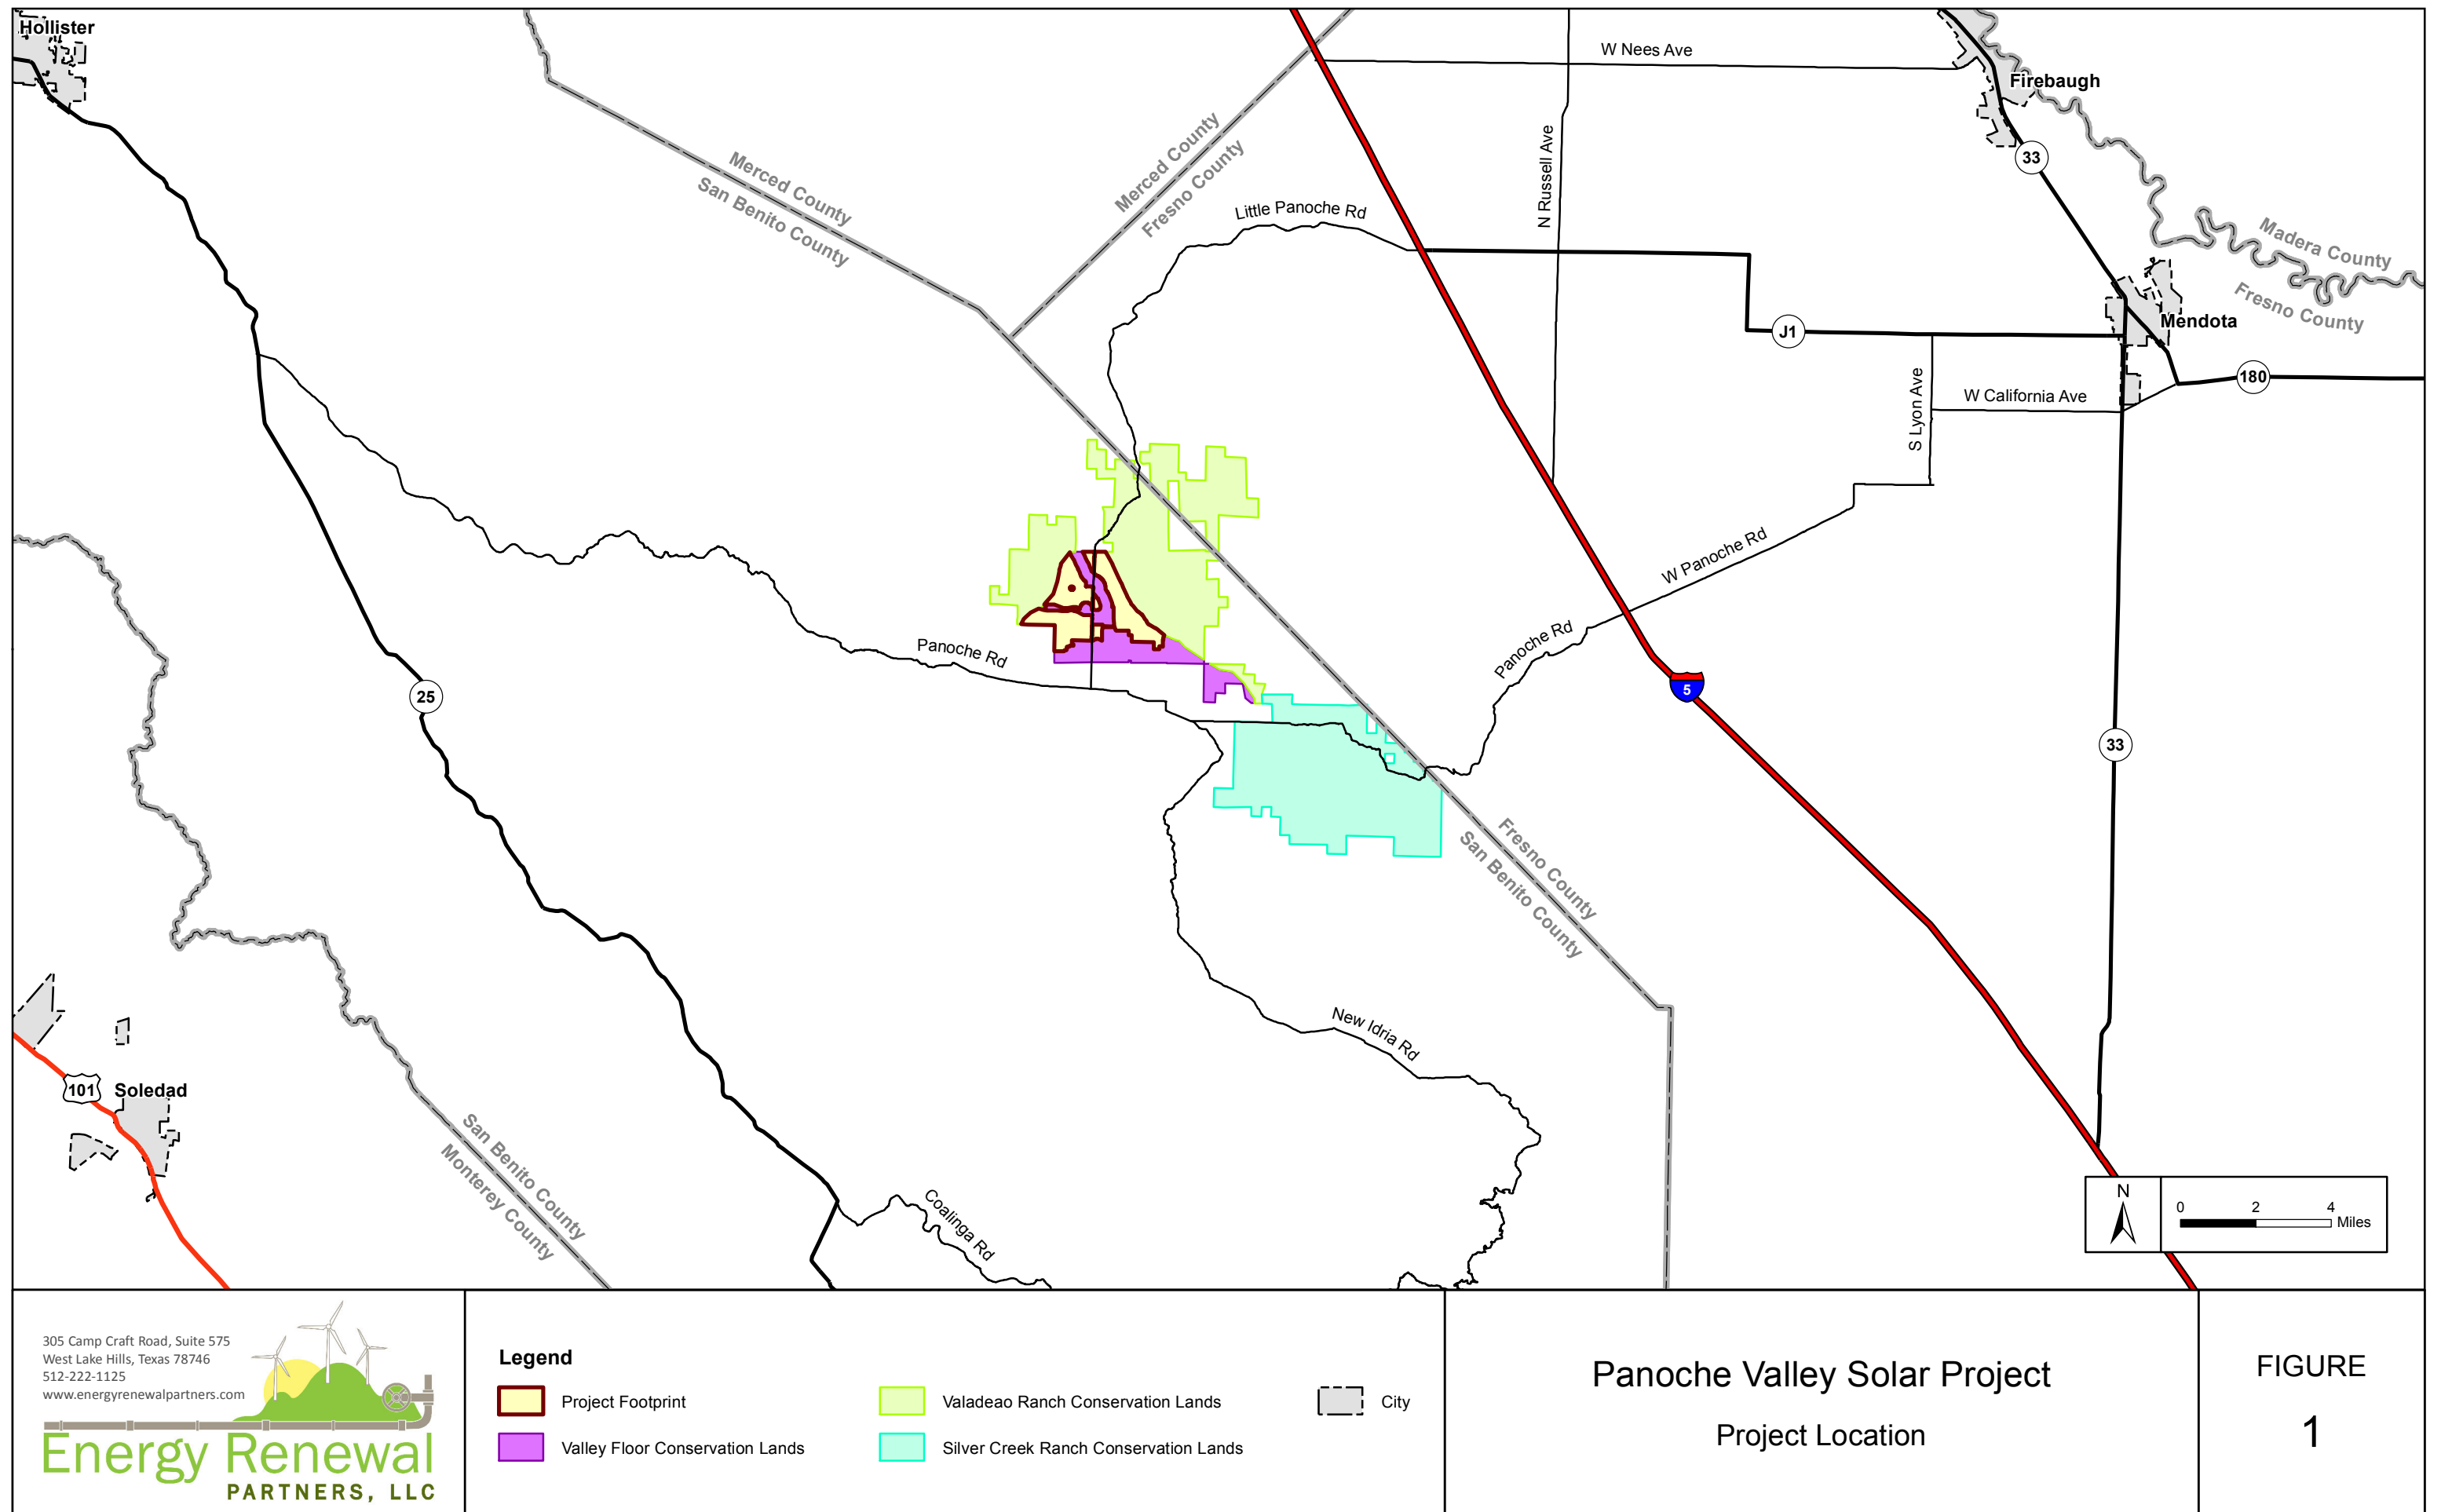 Hollister
W Nees Ave
Firebaugh
Merced County
San Benito County
Merced County
Fresno County
N Russell Ave
33
Little Panoche Rd
Madera County
Fresno County
J1
Mendota
180
S Lyon Ave
W California Ave
W Panoche Rd
Panoche Rd
Panoche Rd
25
5
33
Fresno County
San Benito County
New Idria Rd
101
Soledad
San Benito County
Monterey County
Coalinga Rd
N
0 2 4
Miles
305 Camp Craft Road, Suite 575
West Lake Hills, Texas 78746
512-222-1125
www.energyrenewalpartners.com
Energy Renewal
PARTNERS, LLC
Legend
Project Footprint
Valley Floor Conservation Lands
Valadeao Ranch Conservation Lands
Silver Creek Ranch Conservation Lands
City
Panoche Valley Solar Project
Project Location
FIGURE
1